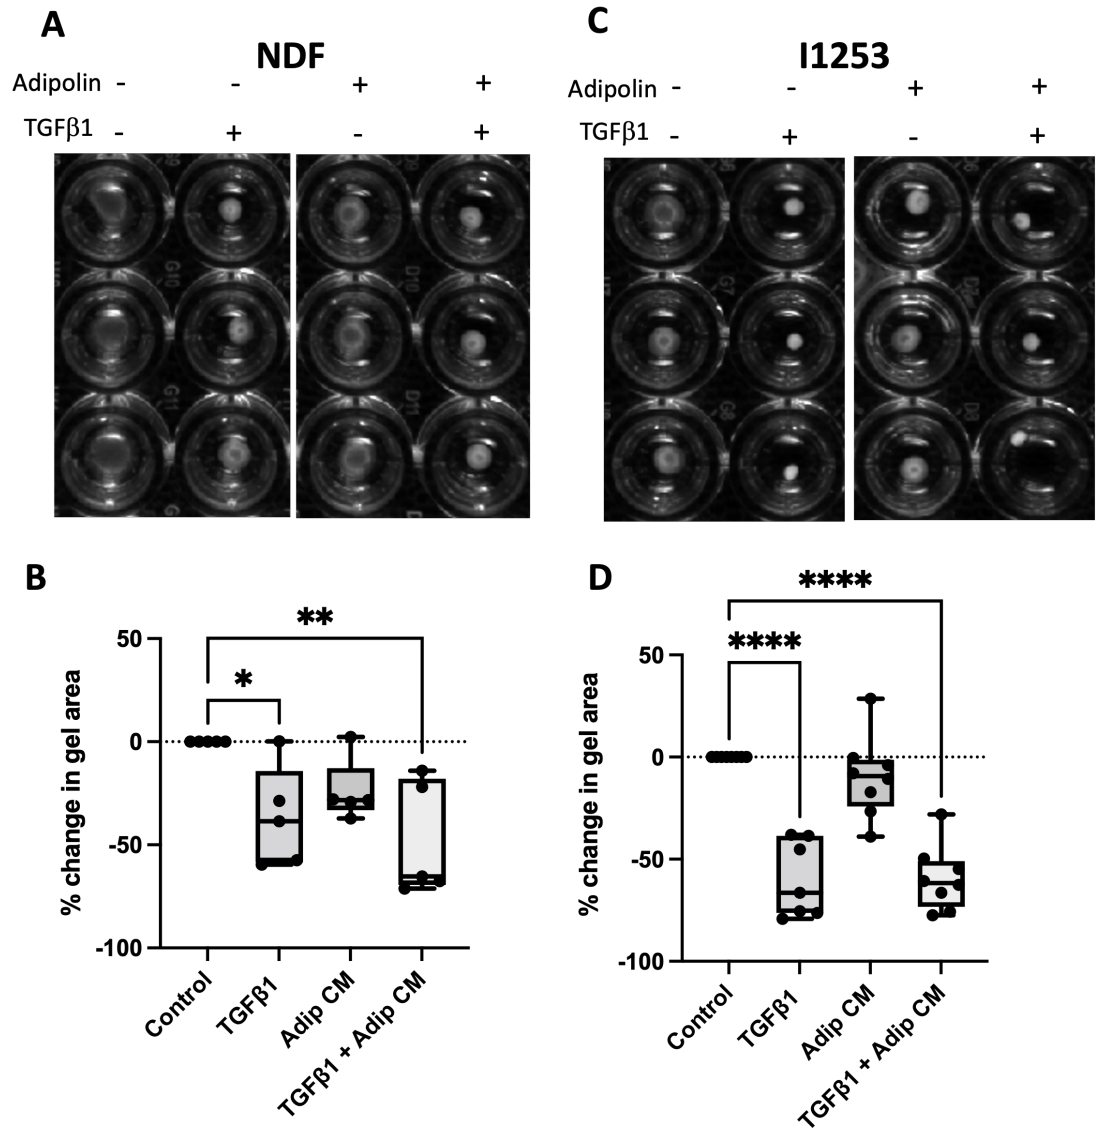 A
NDF
Adipolin - - + +
TGFβ1 - + - +
C
I1253
Adipolin - - + +
TGFβ1 - + - +
B
**
*
% change in gel area
50
0
-50
-100
Control
TGFβ1
Adip CM
TGFβ1 + Adip CM
D
****
****
% change in gel area
50
0
-50
-100
Control
TGFβ1
Adip CM
TGFβ1 + Adip CM